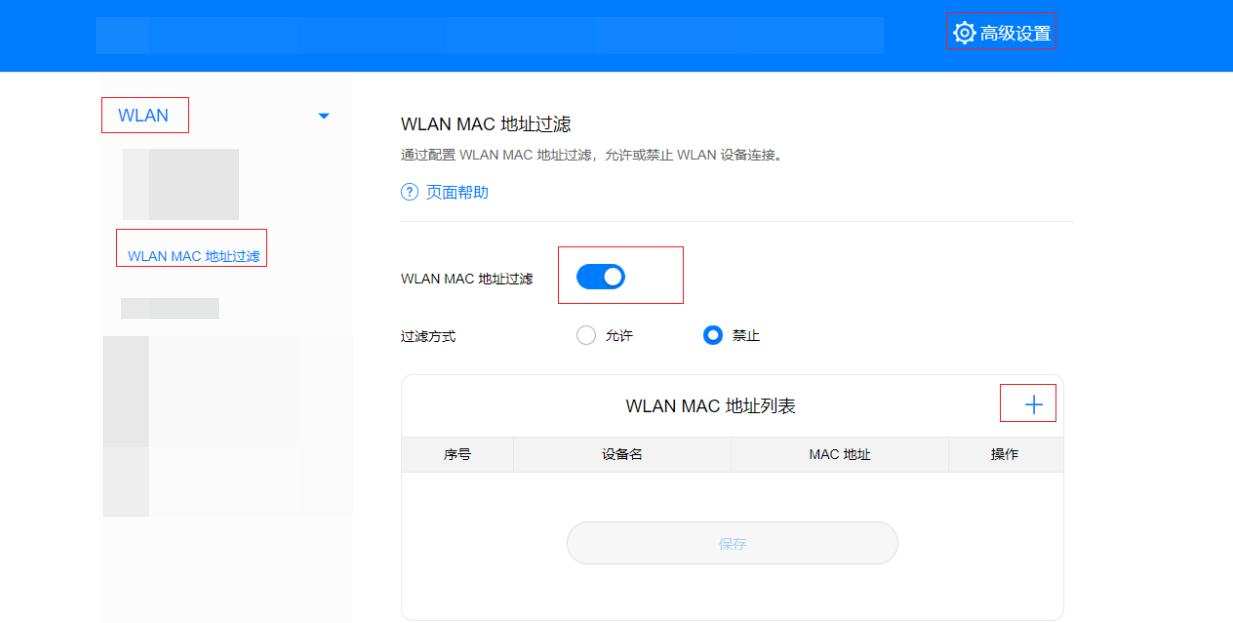 高级设置
WLAN
WLAN MAC 地址过滤
WLAN MAC 地址过滤
通过配置 WLAN MAC 地址过滤，允许或禁止 WLAN 设备连接。
? 页面帮助
WLAN MAC 地址过滤
过滤方式 允许 禁止
WLAN MAC 地址列表
序号 设备名 MAC 地址 操作
保存